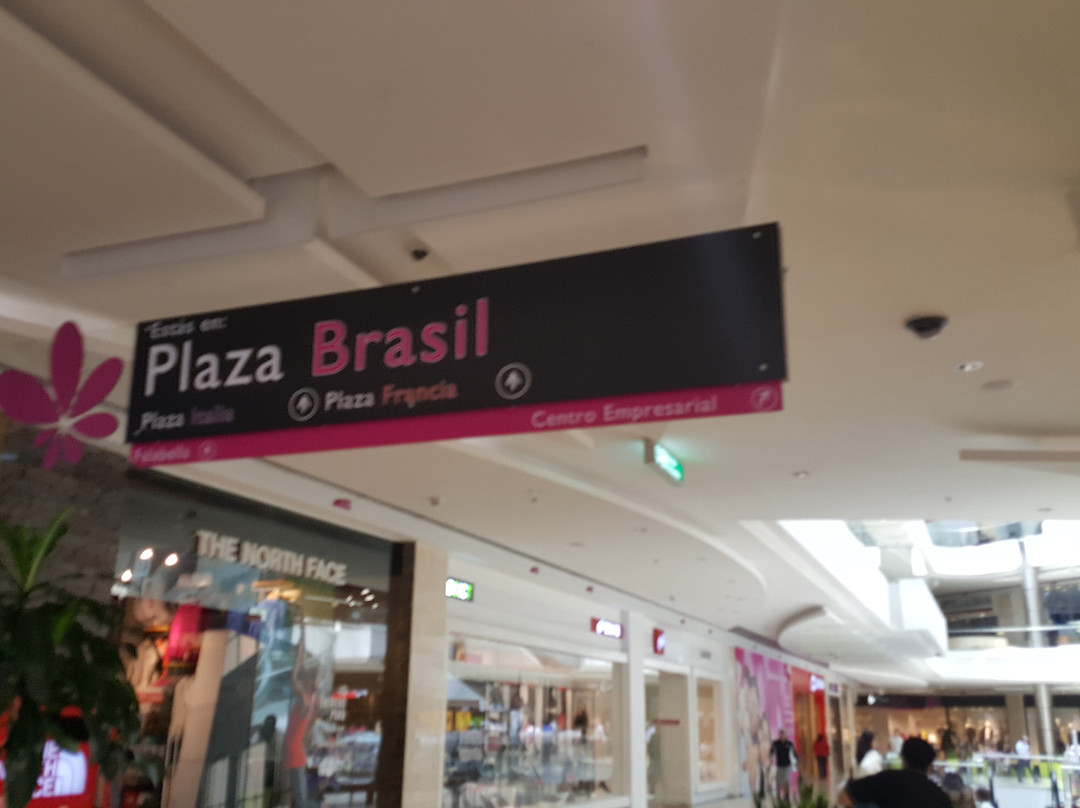 "Estás en:
Plaza Brasil
Plaza Italia
Plaza Francia
Centro Empresarial
Falabella
THE NORTH FACE